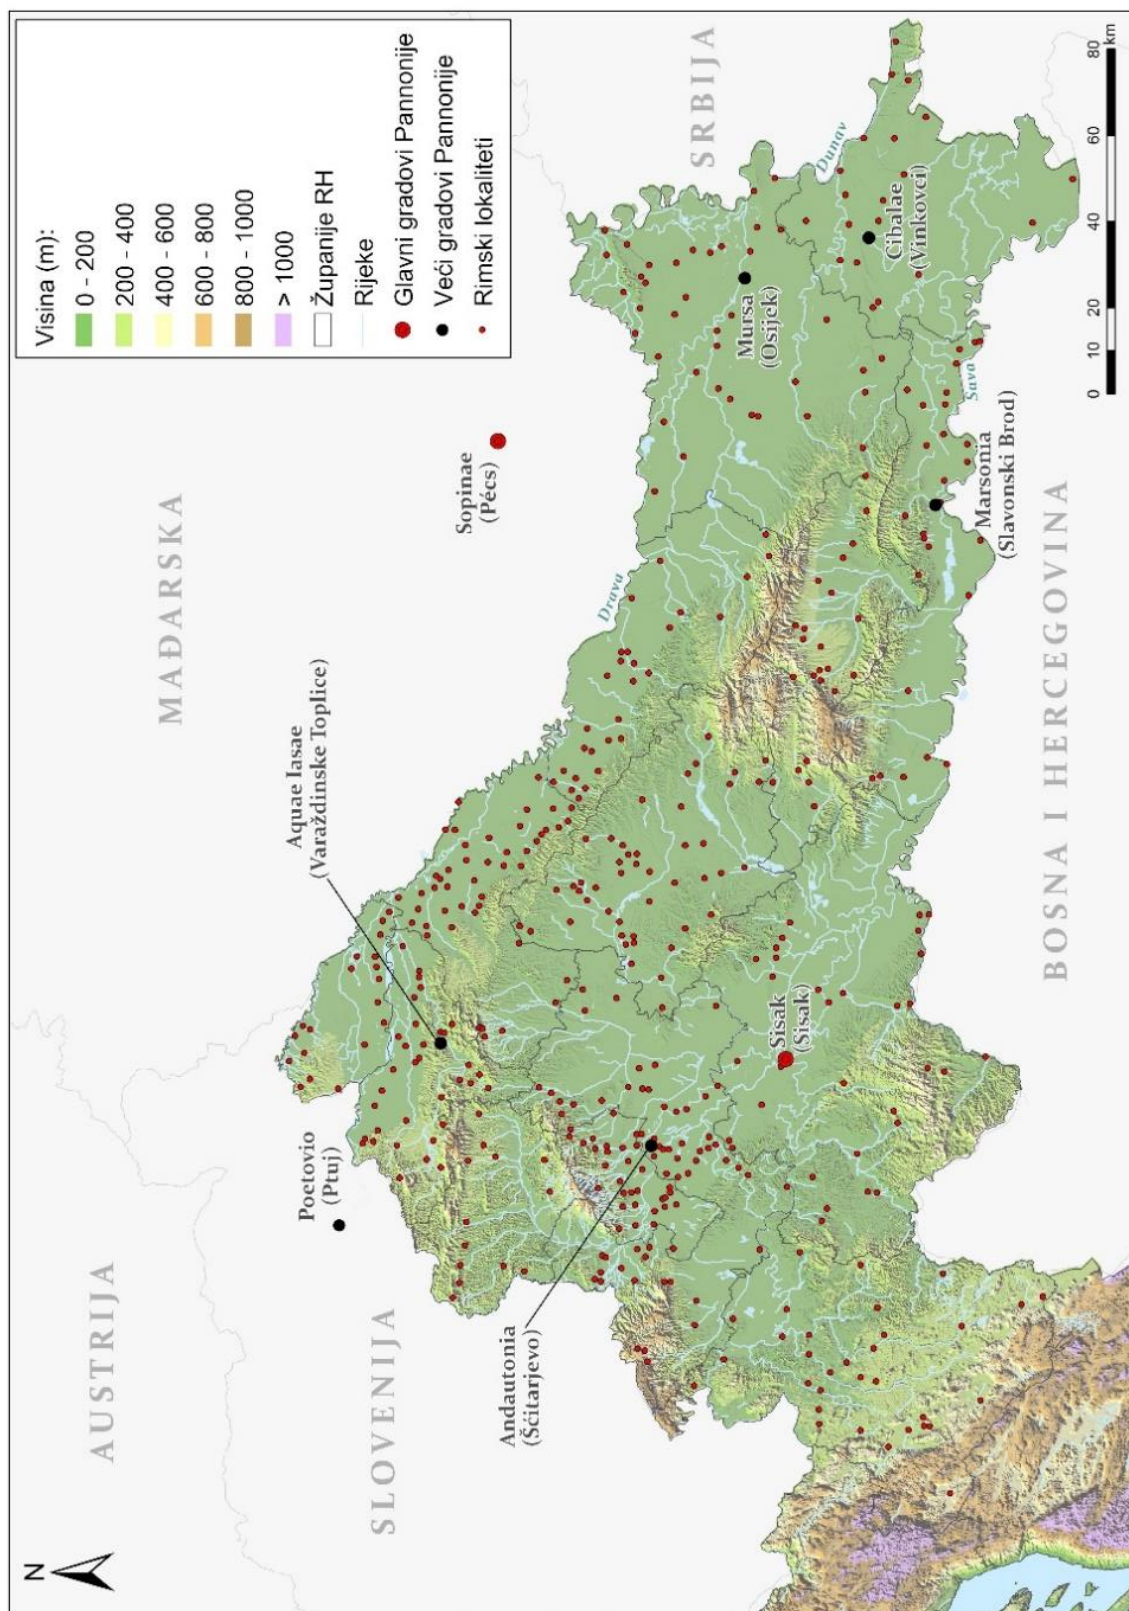 N
AUSTRIJA
MAĐARSKA
SLOVENIJA
SRBIJA
BOSNA I HERCEGOVINA
Poetovio
(Ptuj)
Aquae Iasae
(Varaždinske Toplice)
Sopinae
(Pécs)
Andautonia
(Šćitarjevo)
Sisak
(Sisak)
Mursa
(Osijek)
Cibalae
(Vinkovci)
Marsonia
(Slavonski Brod)
Drava
Dunav
Sava
Visina (m):
0 - 200
200 - 400
400 - 600
600 - 800
800 - 1000
> 1000
Županije RH
Rijeke
Glavni gradovi Pannonije
Veći gradovi Pannonije
Rimski lokaliteti
0 10 20 40 60 80
km